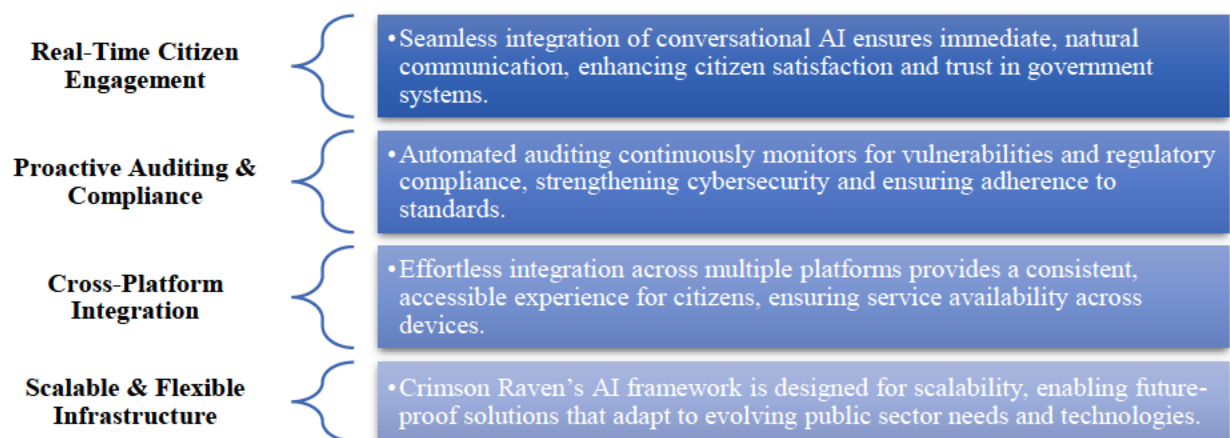 Real-Time Citizen
Engagement
•Seamless integration of conversational AI ensures immediate, natural
communication, enhancing citizen satisfaction and trust in government
systems.
Proactive Auditing &
Compliance
•Automated auditing continuously monitors for vulnerabilities and regulatory
compliance, strengthening cybersecurity and ensuring adherence to
standards.
Cross-Platform
Integration
•Effortless integration across multiple platforms provides a consistent,
accessible experience for citizens, ensuring service availability across
devices.
Scalable & Flexible
Infrastructure
•Crimson Raven’s AI framework is designed for scalability, enabling future-
proof solutions that adapt to evolving public sector needs and technologies.